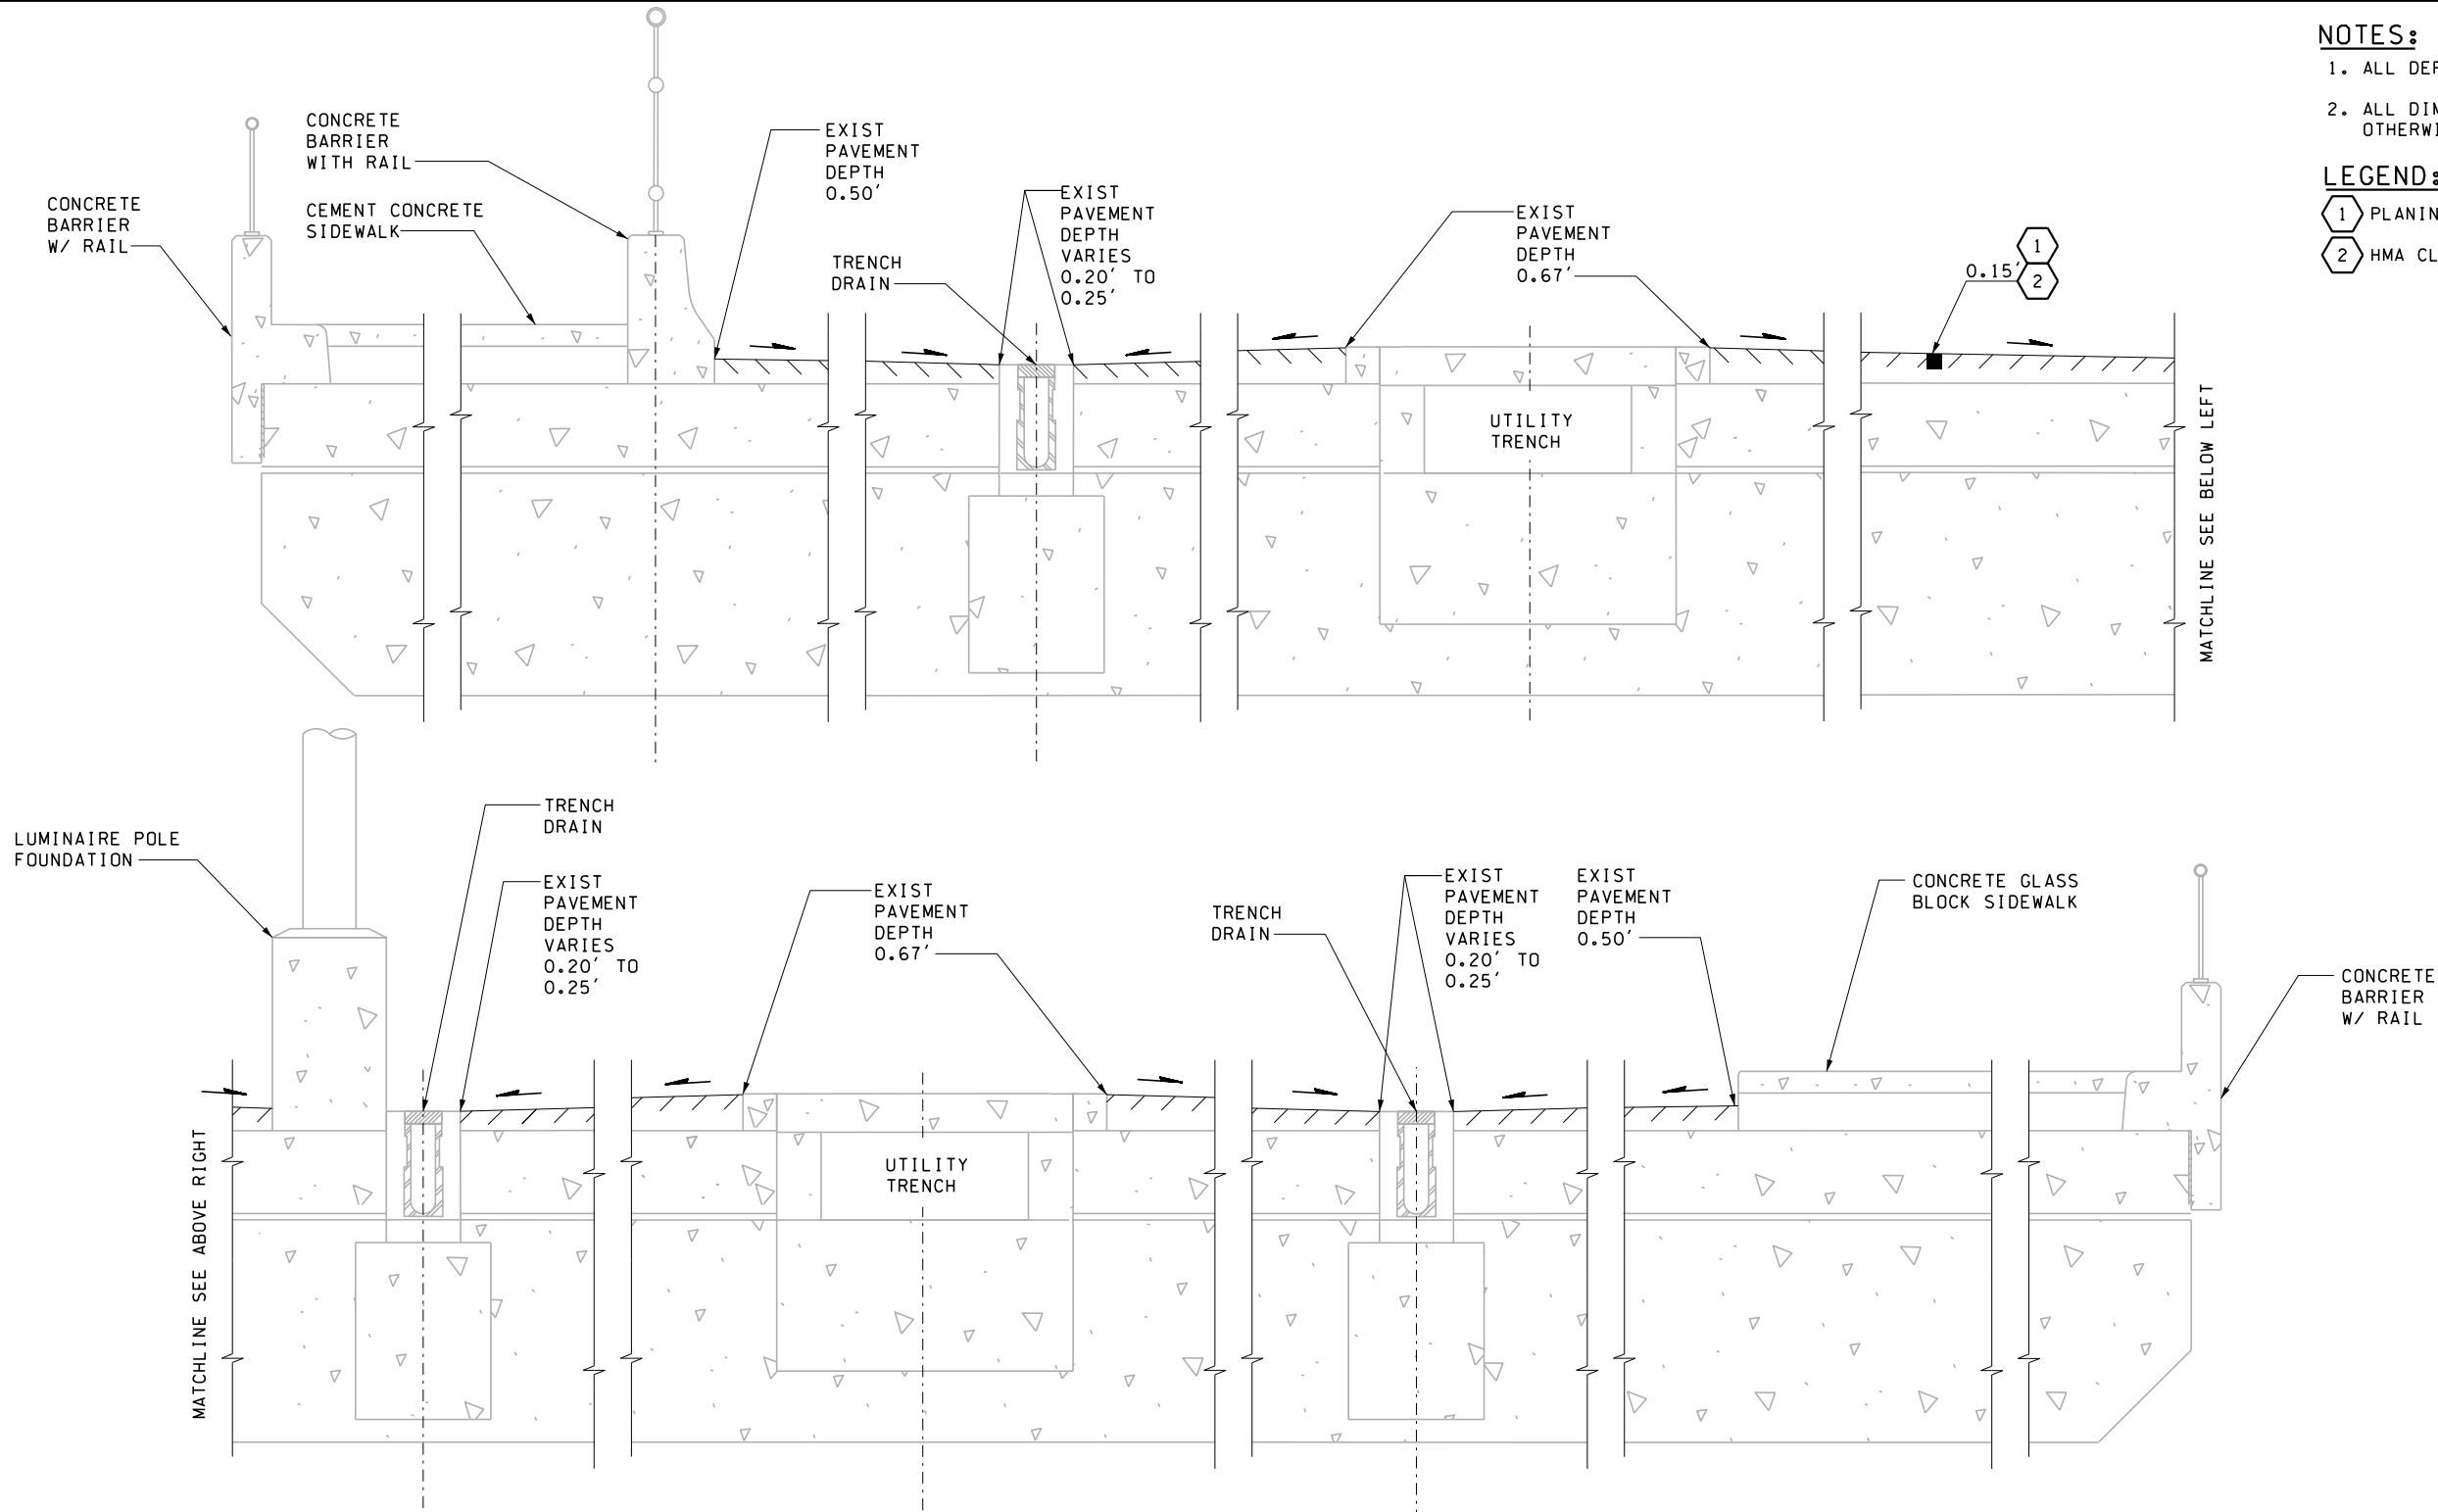 CONCRETE
BARRIER
W/ RAIL
CONCRETE
BARRIER
WITH RAIL
CEMENT CONCRETE
SIDEWALK
EXIST
PAVEMENT
DEPTH
0.50'
TRENCH
DRAIN
EXIST
PAVEMENT
DEPTH
VARIES
0.20' TO
0.25'
EXIST
PAVEMENT
DEPTH
0.67'
UTILITY
TRENCH
0.15'
1
2
MATCHLINE SEE BELOW LEFT
NOTES:
1. ALL
2. ALL
LEGEND:
1
2 HMA
LUMINAIRE POLE
FOUNDATION
TRENCH
DRAIN
EXIST
PAVEMENT
DEPTH
VARIES
0.20' TO
0.25'
EXIST
PAVEMENT
DEPTH
0.67'
UTILITY
TRENCH
TRENCH
DRAIN
EXIST
PAVEMENT
DEPTH
VARIES
0.20' TO
0.25'
EXIST
PAVEMENT
DEPTH
0.50'
CONCRETE GLASS
BLOCK SIDEWALK
CONCRETE
BARRIER
W/ RAIL
MATCHLINE SEE ABOVE RIGHT